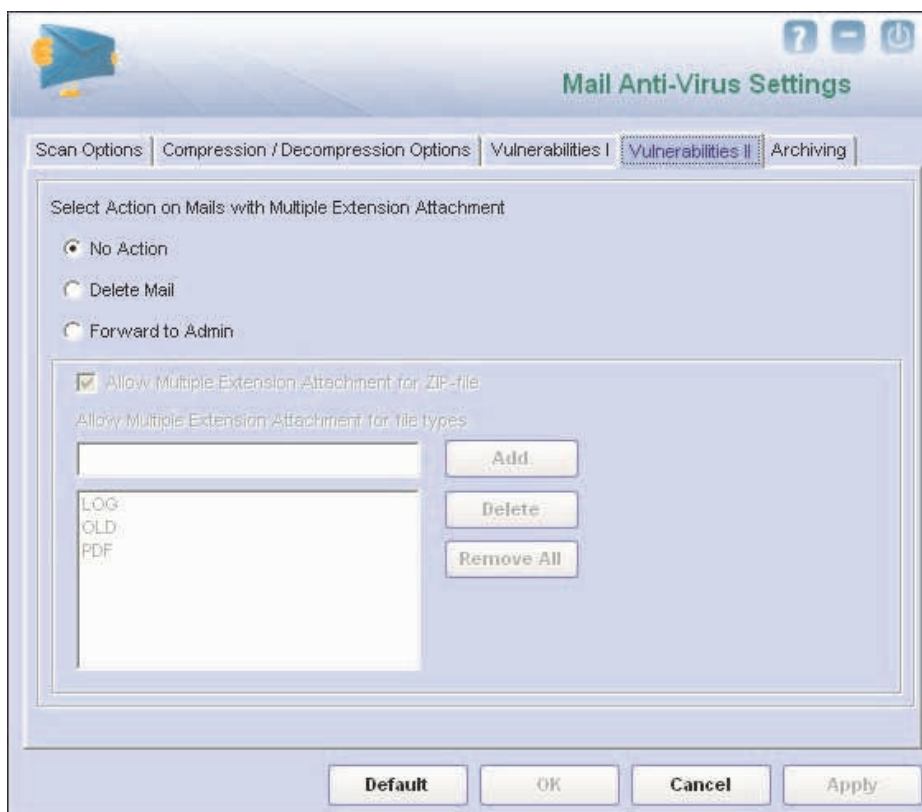 ?
Mail Anti-Virus Settings
Scan Options
Compression / Decompression Options
Vulnerabilities I
Vulnerabilities II
Archiving
Select Action on Mails with Multiple Extension Attachment
No Action
Delete Mail
Forward to Admin
Allow Multiple Extension Attachment for ZIP-file
Allow Multiple Extension Attachment for file types
Add
LOG
OLD
PDF
Delete
Remove All
Default
OK
Cancel
Apply